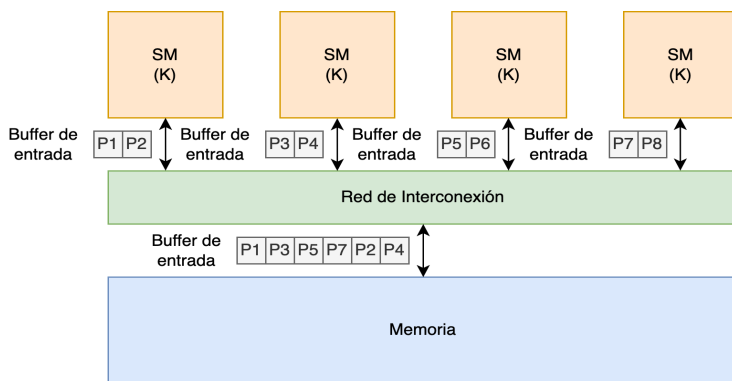 SM
(K)
SM
(K)
SM
(K)
SM
(K)
Buffer de
entrada
P1 P2
Buffer de
entrada
P3 P4
Buffer de
entrada
P5 P6
Buffer de
entrada
P7 P8
Red de Interconexión
Buffer de
entrada
P1 P3 P5 P7 P2 P4
Memoria